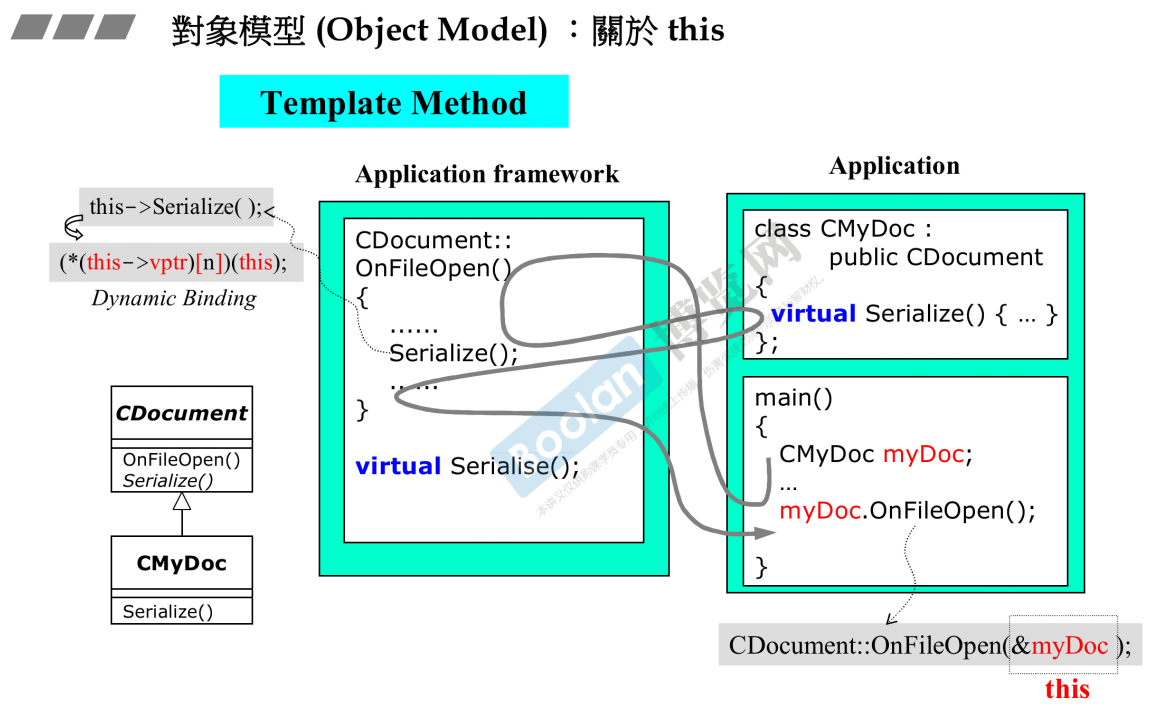 對象模型 (Object Model) ：關於 this
Template Method
Application framework
Application
this->Serialize( );
(*(this->vptr)[n])(this);
Dynamic Binding
CDocument::
OnFileOpen()
{
......
Serialize();
......
}
virtual Serialise();
class CMyDoc :
public CDocument
{
virtual Serialize() { … }
};
main()
{
CMyDoc myDoc;
…
myDoc.OnFileOpen();
}
CDocument
OnFileOpen()
Serialize()
CMyDoc
Serialize()
CDocument::OnFileOpen(&myDoc );
this
Boolan 博览网